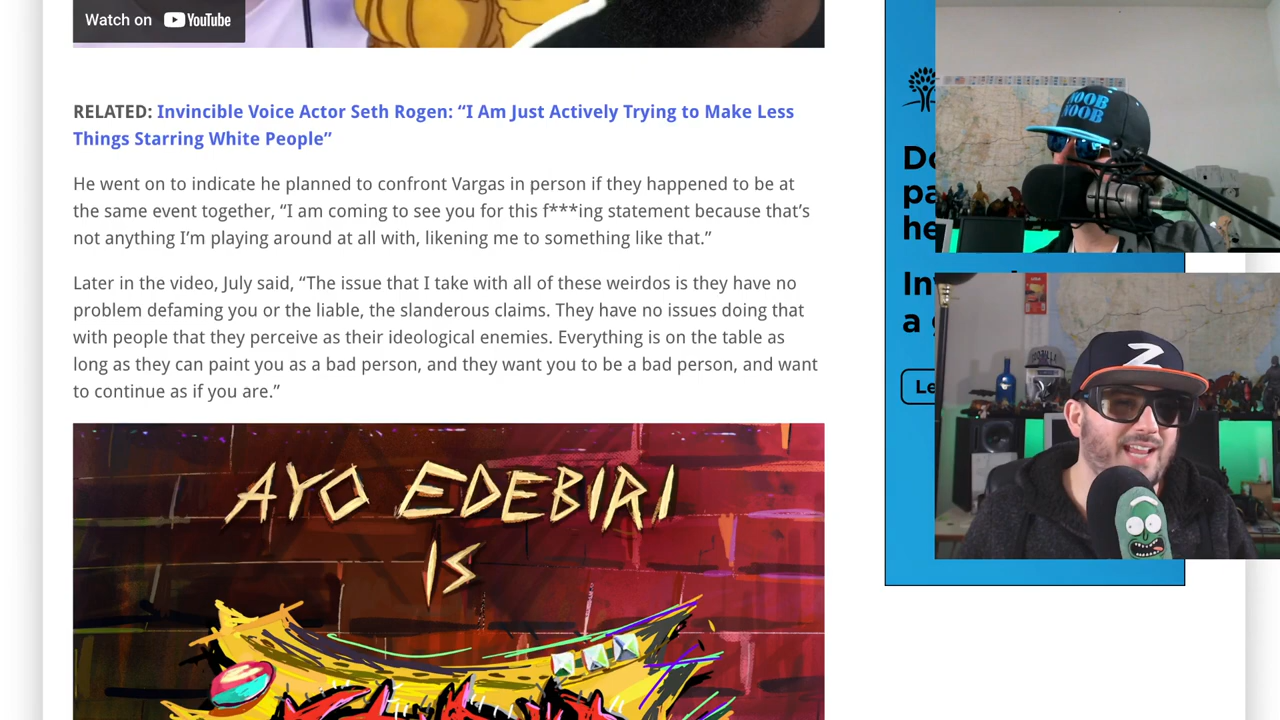 Watch on YouTube
RELATED: Invincible Voice Actor Seth Rogen: “I Am Just Actively Trying to Make Less
Things Starring White People”
He went on to indicate he planned to confront Vargas in person if they happened to be at
the same event together, “I am coming to see you for this f***ing statement because that’s
not anything I’m playing around at all with, likening me to something like that.”
Later in the video, July said, “The issue that I take with all of these weirdos is they have no
problem defaming you or the liable, the slanderous claims. They have no issues doing that
with people that they perceive as their ideological enemies. Everything is on the table as
long as they can paint you as a bad person, and they want you to be a bad person, and want
to continue as if you are.”
AYO EDEBIRI
IS
NOOB
NOOB
a
Z